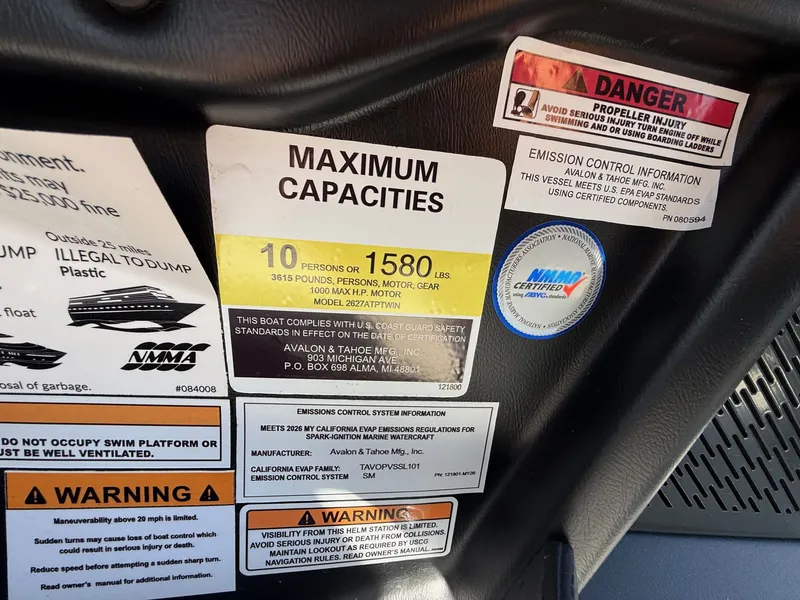 onment.
ts may
$25,000 fine
Outside 25 miles
ILLEGAL TO DUMP
Plastic
UMP
float
NMMA
osal of garbage.
#084008
MAXIMUM
CAPACITIES
10 PERSONS OR 1580 LBS.
3615 POUNDS, PERSONS, MOTOR, GEAR
1000 MAX H.P. MOTOR
MODEL 2627ATPTWIN
THIS BOAT COMPLIES WITH U.S. COAST GUARD SAFETY
STANDARDS IN EFFECT ON THE DATE OF CERTIFICATION
AVALON & TAHOE MFG., INC.
903 MICHIGAN AVE
P.O. BOX 698 ALMA, MI 48801
121800
DANGER
PROPELLER INJURY
AVOID SERIOUS INJURY TURN ENGINE OFF WHILE
SWIMMING AND OR USING BOARDING LADDERS
EMISSION CONTROL INFORMATION
AVALON & TAHOE MFG. INC.
THIS VESSEL MEETS U.S. EPA EVAP STANDARDS
USING CERTIFIED COMPONENTS.
PN 080594
NATIONAL MARINE MANUFACTURERS ASSOCIATION
NMMA
CERTIFIED
using ABYC standards
DO NOT OCCUPY SWIM PLATFORM OR
UST BE WELL VENTILATED.
WARNING
Maneuverability above 20 mph is limited.
Sudden turns may cause loss of boat control which
could result in serious injury or death.
Reduce speed before attempting a sudden sharp turn.
Read owner's manual for additional information.
EMISSIONS CONTROL SYSTEM INFORMATION
MEETS 2026 MY CALIFORNIA EVAP EMISSIONS REGULATIONS FOR
SPARK-IGNITION MARINE WATERCRAFT
MANUFACTURER: Avalon & Tahoe Mfg., Inc.
CALIFORNIA EVAP FAMILY: TAVOPVSSL101
EMISSION CONTROL SYSTEM SM PN: 121801-MY26
WARNING
VISIBILITY FROM THIS HELM STATION IS LIMITED.
AVOID SERIOUS INJURY OR DEATH FROM COLLISIONS.
MAINTAIN LOOKOUT AS REQUIRED BY USCG
NAVIGATION RULES. READ OWNER'S MANUAL.